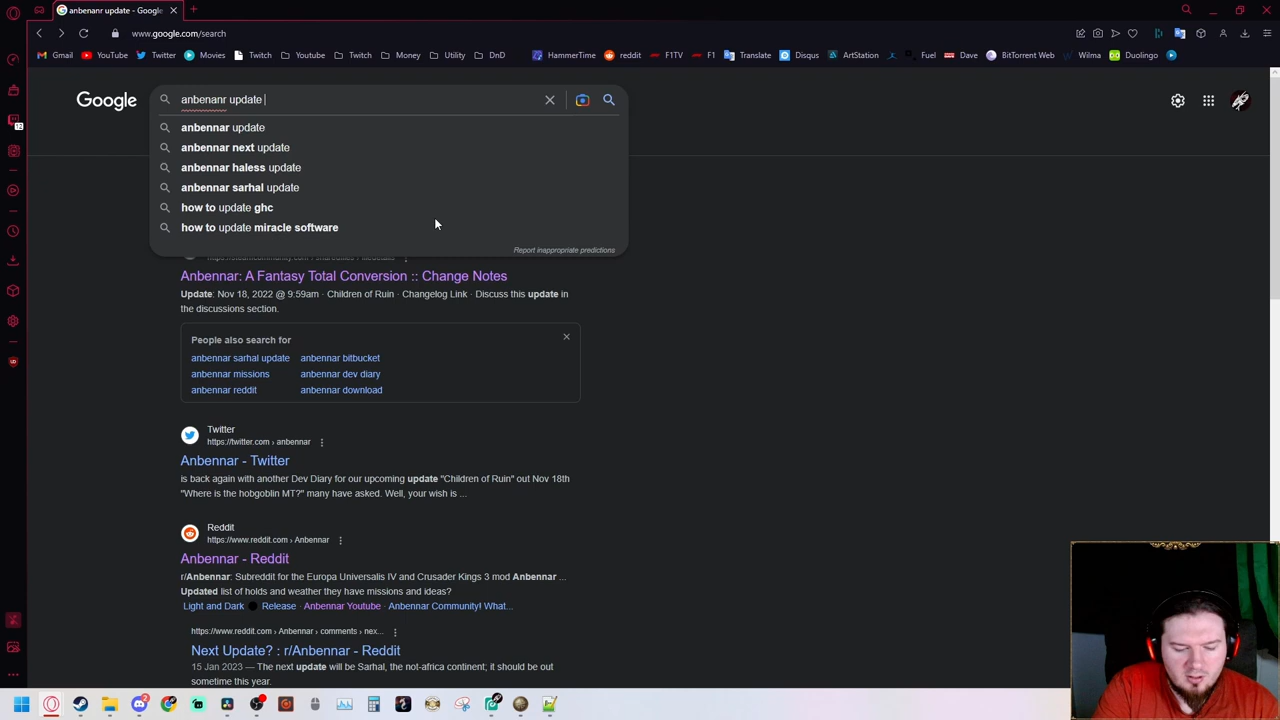 anbenanr update - Google
www.google.com/search
Gmail YouTube Twitter Movies Twitch Youtube Twitch Money Utility DnD HammerTime reddit F1TV F1 Translate Disqus ArtStation Fuel Dave BitTorrent Web Wilma Duolingo
12
Google
anbenanr update
anbennar update
anbennar next update
anbennar haless update
anbennar sarhal update
how to update ghc
how to update miracle software
Report inappropriate predictions
Anbennar: A Fantasy Total Conversion :: Change Notes
Update: Nov 18, 2022 @ 9:59am · Children of Ruin · Changelog Link · Discuss this update in
the discussions section.
People also search for
anbennar sarhal update anbennar bitbucket
anbennar missions anbennar dev diary
anbennar reddit anbennar download
Twitter
https://twitter.com › anbennar
Anbennar - Twitter
is back again with another Dev Diary for our upcoming update "Children of Ruin" out Nov 18th
"Where is the hobgoblin MT?" many have asked. Well, your wish is ...
Reddit
https://www.reddit.com › Anbennar
Anbennar - Reddit
r/Anbennar: Subreddit for the Europa Universalis IV and Crusader Kings 3 mod Anbennar ...
Updated list of holds and weather they have missions and ideas?
Light and Dark ⚫ Release · Anbennar Youtube · Anbennar Community! What...
https://www.reddit.com › Anbennar › comments › nex...
Next Update? : r/Anbennar - Reddit
15 Jan 2023 — The next update will be Sarhal, the not-africa continent; it should be out
sometime this year.
2